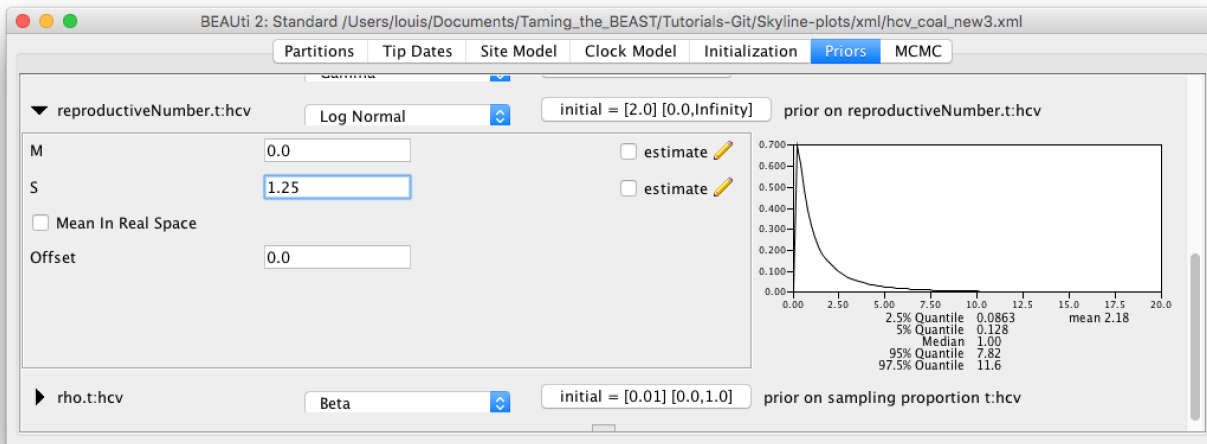 BEAUti 2: Standard /Users/louis/Documents/Taming_the_BEAST/Tutorials-Git/Skyline-plots/xml/hcv_coal_new3.xml
Partitions Tip Dates Site Model Clock Model Initialization Priors MCMC
Gamma
reproductiveNumber.t:hcv Log Normal initial = [2.0] [0.0,Infinity] prior on reproductiveNumber.t:hcv
M 0.0 estimate
S 1.25 estimate
Mean In Real Space
Offset 0.0
0.700
0.600
0.500
0.400
0.300
0.200
0.100
0.00
0.00 2.50 5.00 7.50 10.0 12.5 15.0 17.5 20.0
2.5% Quantile 0.0863 mean 2.18
5% Quantile 0.128
Median 1.00
95% Quantile 7.82
97.5% Quantile 11.6
rho.t:hcv Beta initial = [0.01] [0.0,1.0] prior on sampling proportion t:hcv